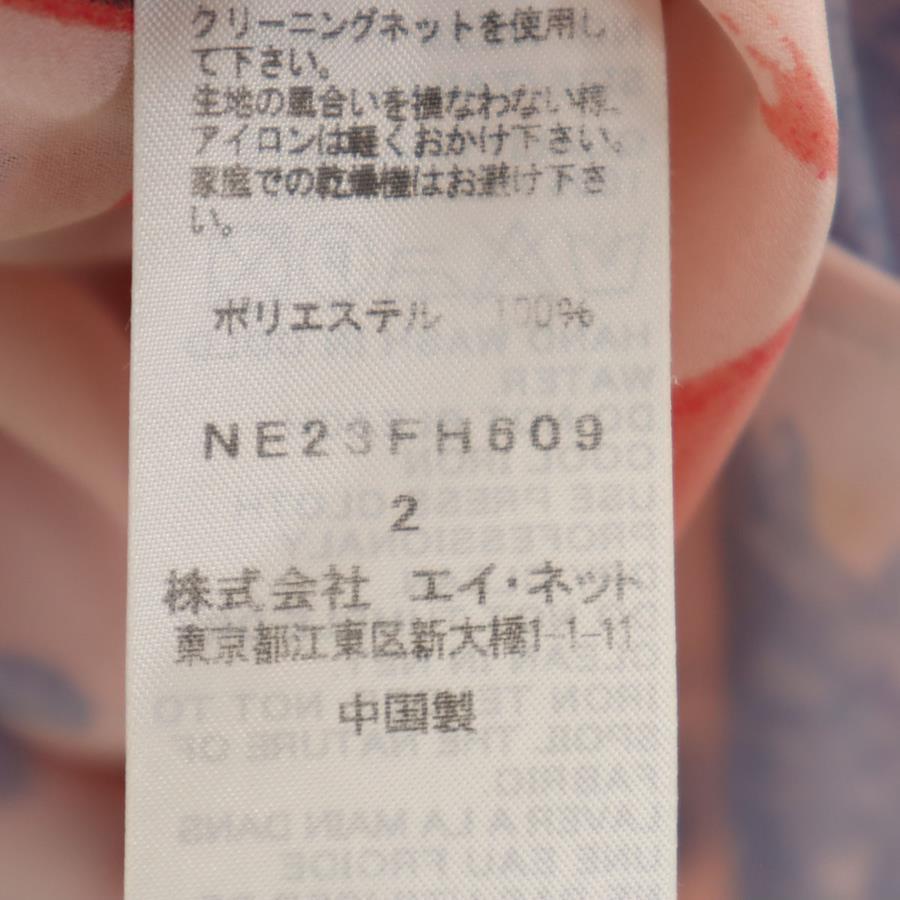 クリーニングネットを使用し
て下さい。
生地の風合いを損なわない様、
アイロンは軽くおかけ下さい。
家庭での乾燥機はお避け下さ
い。
ポリエステル 100%
NE23FH609
2
株式会社 エイ・ネット
東京都江東区新大橋1-1-11
中国製